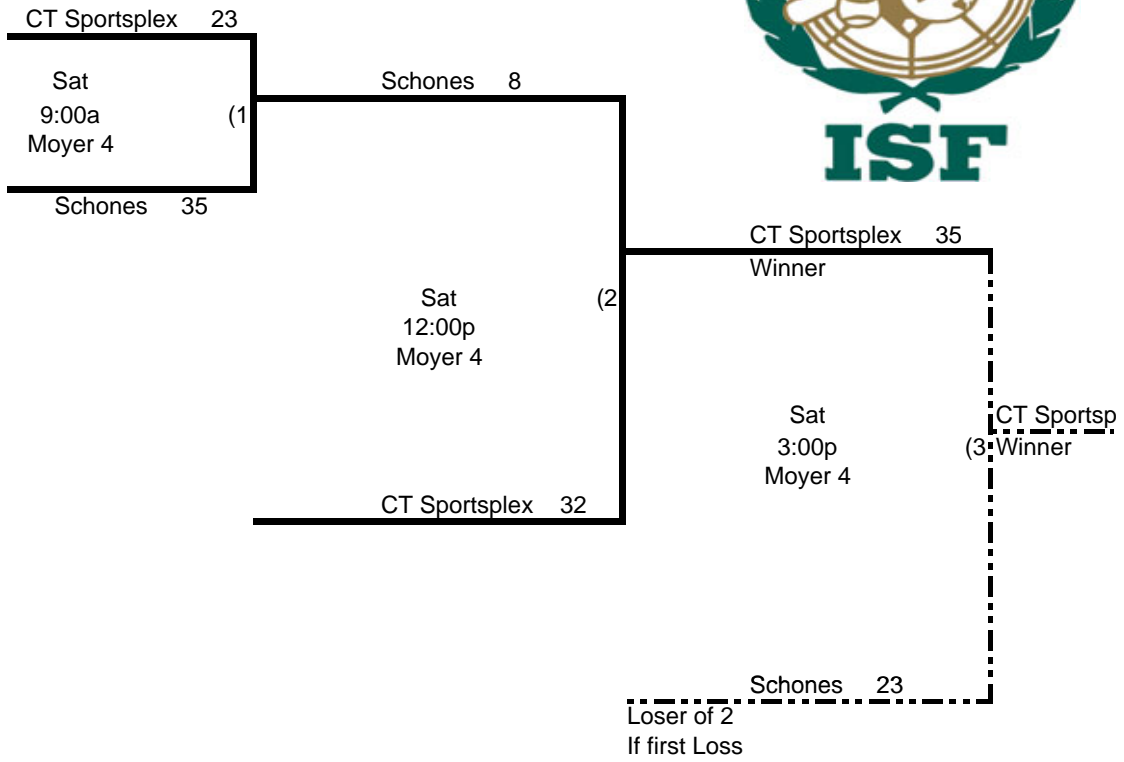 CT Sportsplex 23
Sat
9:00a (1
Moyer 4
Schones 35
Schones 8
Sat (2
12:00p
Moyer 4
CT Sportsplex 32
ISF
CT Sportsplex 35
Winner
Sat
3:00p (3
Moyer 4
CT Sportsp
Winner
Schones 23
Loser of 2
If first Loss